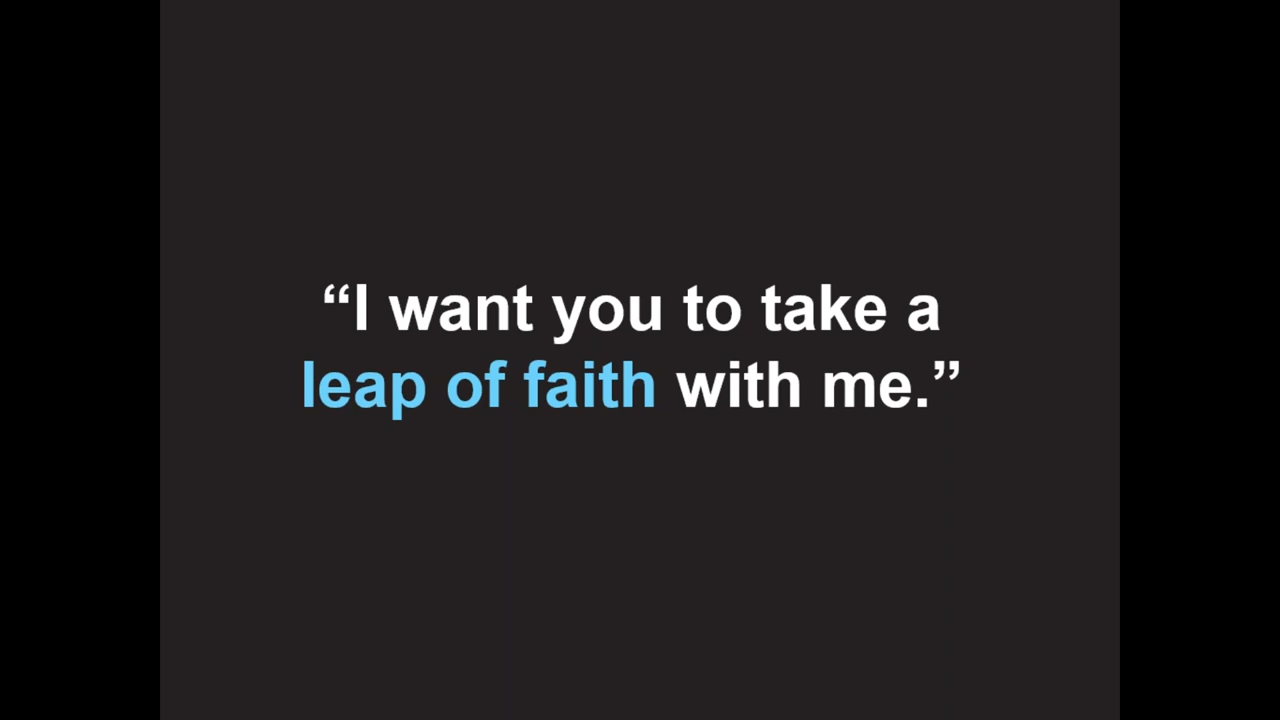 “I want you to take a
leap of faith with me.”